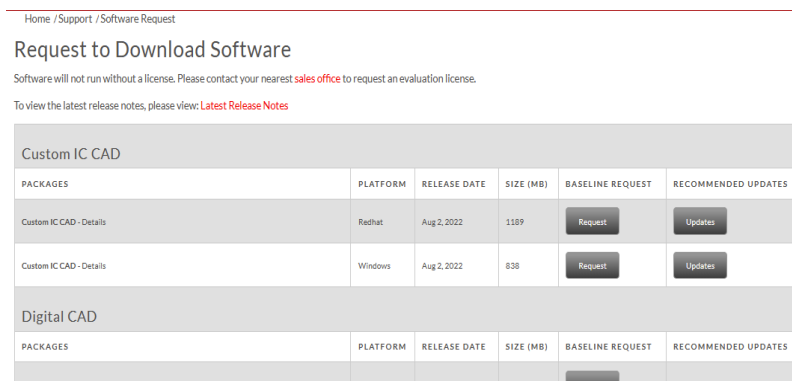 Home / Support / Software Request
Request to Download Software
Software will not run without a license. Please contact your nearest sales office to request an evaluation license.
To view the latest release notes, please view: Latest Release Notes
Custom IC CAD
PACKAGES PLATFORM RELEASE DATE SIZE (MB) BASELINE REQUEST RECOMMENDED UPDATES
Custom IC CAD - Details Redhat Aug 2, 2022 1189 Request Updates
Custom IC CAD - Details Windows Aug 2, 2022 838 Request Updates
Digital CAD
PACKAGES PLATFORM RELEASE DATE SIZE (MB) BASELINE REQUEST RECOMMENDED UPDATES